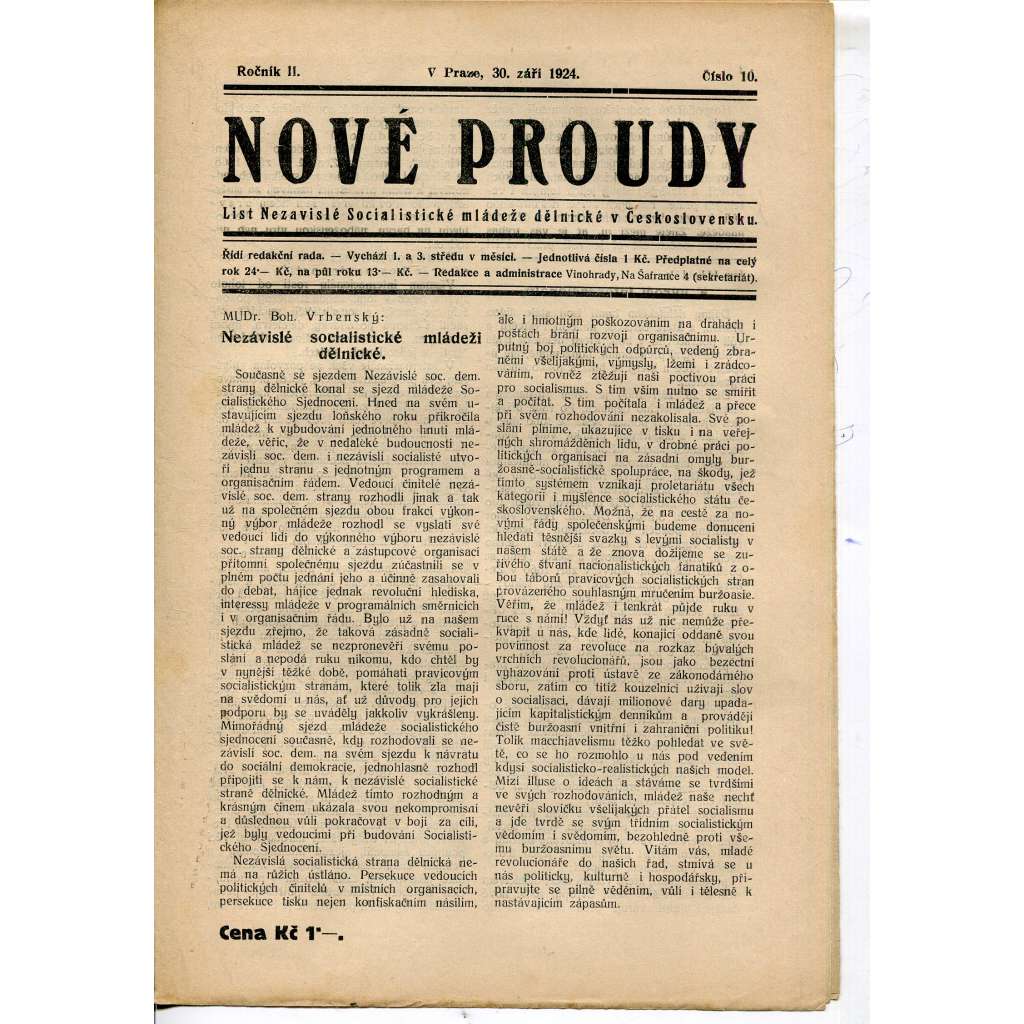 Ročník II.
V Praze, 30. září 1924.
Číslo 10.
NOVÉ PROUDY
List Nezavislé Socialistické mládeže dělnické v Československu.
Řídí redakční rada. — Vychází 1. a 3. středu v měsíci. — Jednotlivá čísla 1 Kč. Předplatné na celý
rok 24·— Kč, na půl roku 13·— Kč. — Redakce a administrace Vinohrady, Na Šafrance 4 (sekretariát).
MUDr. Boh. Vrbenský:
Nezávislé socialistické mládeži
dělnické.
Současně se sjezdem Nezávislé soc. dem.
strany dělnické konal se sjezd mládeže So-
cialistického Sjednocení. Hned na svém u-
stavujícím sjezdu loňského roku přikročila
mládež k vybudování jednotného hnutí mlá-
deže, věříc, že v nedaleké budoucnosti ne-
závislí soc. dem. i nezávislí socialisté utvo-
ří jednu stranu s jednotným programem a
organisačním řádem. Vedoucí činitelé nezá-
vislé soc. dem. strany rozhodli jinak a tak
už na společném sjezdu obou frakcí výkon-
ný výbor mládeže rozhodl se vyslati své
vedoucí lidi do výkonného výboru nezávislé
soc. strany dělnické a zástupcové organisací
přítomní společnému sjezdu zúčastnili se v
plném počtu jednání jeho a účinně zasahovali
do debat, hájíce jednak revoluční hlediska,
interessy mládeže v programálních směrnicích
i v organisačním řádu. Bylo už na našem
sjezdu zřejmo, že taková zásadně sociali-
stická mládež se nezpronevěří svému po-
slání a nepodá ruku nikomu, kdo chtěl by
v nynější těžké době, pomáhati pravicovým
socialistickým stranám, které tolik zla mají
na svědomí u nás, ať už důvody pro jejich
podporu by se uváděly jakkoliv vykrášleny.
Mimořádný sjezd mládeže socialistického
sjednocení současně, kdy rozhodovali se ne-
závislí soc. dem. na svém sjezdu k návratu
do sociální demokracie, jednohlasně rozhodl
připojiti se k nám, k nezávislé socialistické
straně dělnické. Mládež tímto rozhodným a
krásným činem ukázala svou nekompromisní
a důslednou vůli pokračovat v boji za cíli,
jež byly vedoucími při budování Socialisti-
ckého Sjednocení.
Nezávislá socialistická strana dělnická ne-
má na růžích ústláno. Persekuce vedoucích
politických činitelů v místních organisacích,
persekuce tisku nejen konfiskačním násilím,
ale i hmotným poškozováním na drahách i
poštách brání rozvoji organisačnímu. Ur-
putný boj politických odpůrců, vedený zbra-
němi všelijakými, výmysly, lžemi i zrádco-
váním, rovněž ztěžují naši poctivou práci
pro socialismus. S tím vším nutno se smířit
a počítat. S tím počítala i mládež a přece
při svém rozhodování nezakolisala. Své po-
slání plníme, ukazujíce v tisku i na veřej-
ných shromážděních lidu, v drobné práci po-
litických organisací na zásadní omyly bur-
žoasně-socialistické spolupráce, na škody, jež
tímto systémem vznikají proletariátu všech
kategorií i myšlence socialistického státu če-
skoslovenského. Možná, že na cestě za no-
vými řády společenskými budeme donuceni
hledati těsnější svazky s levými socialisty v
našem státě a že znova dožijeme se zu-
řivého štvaní nacionalistických fanatiků z o-
bou táborů pravicových socialistických stran
provázeného souhlasným mručením buržoasie.
Věřím, že mládež i tenkrát půjde ruku v
ruce s námi! Vždyť nás už nic nemůže pře-
kvapit u nás, kde lidé, konající oddaně svou
povinnost za revoluce na rozkaz bývalých
vrchních revolucionářů, jsou jako bezectní
vyhazováni proti ústavě ze zákonodárného
sboru, zatím co titíž kouzelníci užívají slov
o socialisaci, dávají milionové dary upada-
jícím kapitalistickým denníkům a provádějí
čistě buržoasní vnitřní i zahraniční politiku!
Tolik macchjavelismu těžko pohledat ve svě-
tě, co se ho rozmohlo u nás pod vedením
kdysi socialisticko-realistických našich model.
Mizí illuse o ideách a stáváme se tvrdšími
ve svých rozhodováních, mládež naše nechť
nevěří slovíčku všelijakých přátel socialismu
a jde tvrdě se svým třídním socialistickým
vědomím i svědomím, bezohledně proti vše-
mu buržoasnímu světu. Vítám vás, mladé
revolucionáře do našich řad, stmívá se u
nás politicky, kulturně i hospodářsky, při-
pravujte se pilně věděním, vůlí i tělesně k
nastávajícím zápasům.
Cena Kč 1·—.